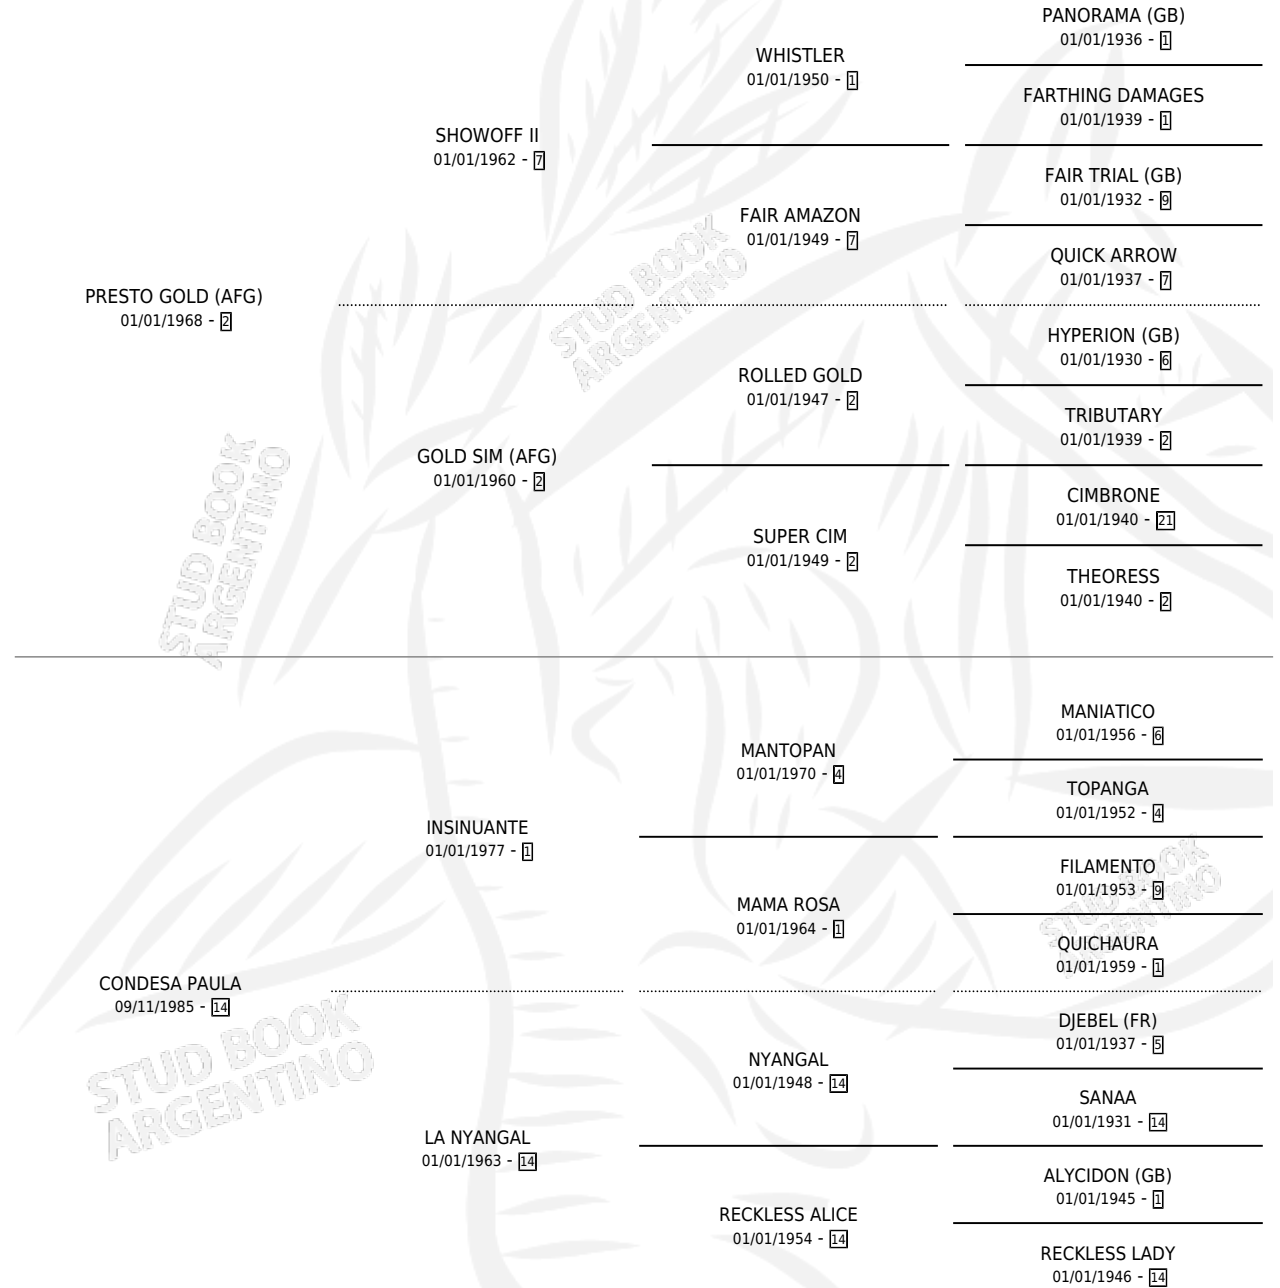 PANORAMA (GB)
01/01/1936 - 1
WHISTLER
01/01/1950 - 1
FARTHING DAMAGES
01/01/1939 - 1
SHOWOFF II
01/01/1962 - 7
FAIR TRIAL (GB)
01/01/1932 - 9
FAIR AMAZON
01/01/1949 - 7
QUICK ARROW
01/01/1937 - 7
PRESTO GOLD (AFG)
01/01/1968 - 2
STUD BOOK
ARGENTINO
HYPERION (GB)
01/01/1930 - 6
ROLLED GOLD
01/01/1947 - 2
TRIBUTARY
01/01/1939 - 2
GOLD SIM (AFG)
01/01/1960 - 2
CIMBRONE
01/01/1940 - 21
SUPER CIM
01/01/1949 - 2
THEORESS
01/01/1940 - 2
STUD BOOK
ARGENTINO
MANIATICO
01/01/1956 - 6
MANTOPAN
01/01/1970 - 4
TOPANGA
01/01/1952 - 4
INSINUANTE
01/01/1977 - 1
FILAMENTO
01/01/1953 - 9
MAMA ROSA
01/01/1964 - 1
STUD BOOK
ARGENTINO
QUICHAURA
01/01/1959 - 1
CONDESA PAULA
09/11/1985 - 14
STUD BOOK
ARGENTINO
DJEBEL (FR)
01/01/1937 - 5
NYANGAL
01/01/1948 - 14
SANAA
01/01/1931 - 14
LA NYANGAL
01/01/1963 - 14
ALYCIDON (GB)
01/01/1945 - 1
RECKLESS ALICE
01/01/1954 - 14
RECKLESS LADY
01/01/1946 - 14